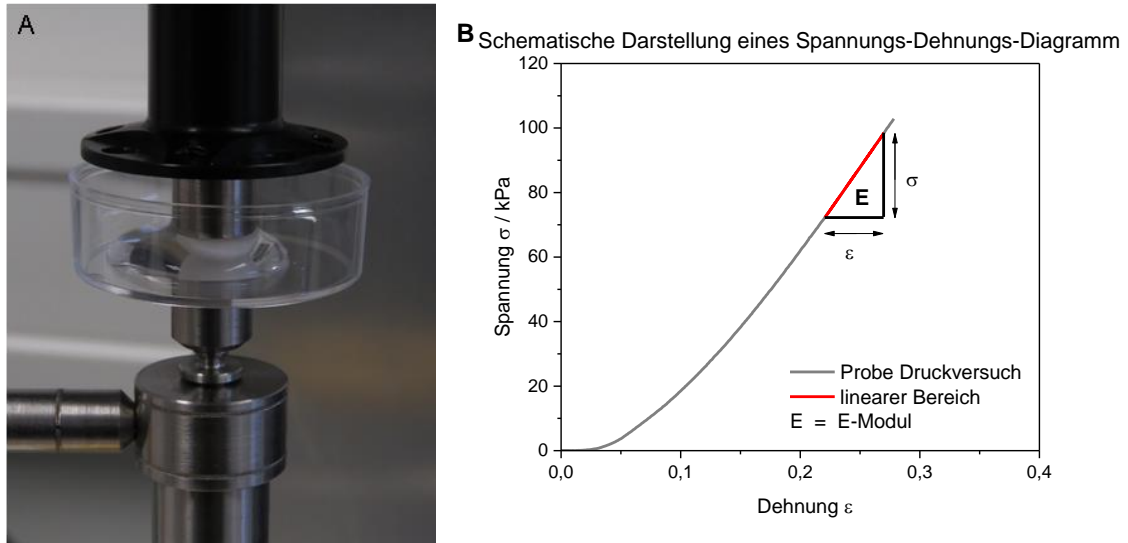 A
B Schematische Darstellung eines Spannungs-Dehnungs-Diagramm
120
100
80
60
40
20
0
Spannung σ / kPa
E
σ
ε
Probe Druckversuch
linearer Bereich
E = E-Modul
0,0 0,1 0,2 0,3 0,4
Dehnung ε